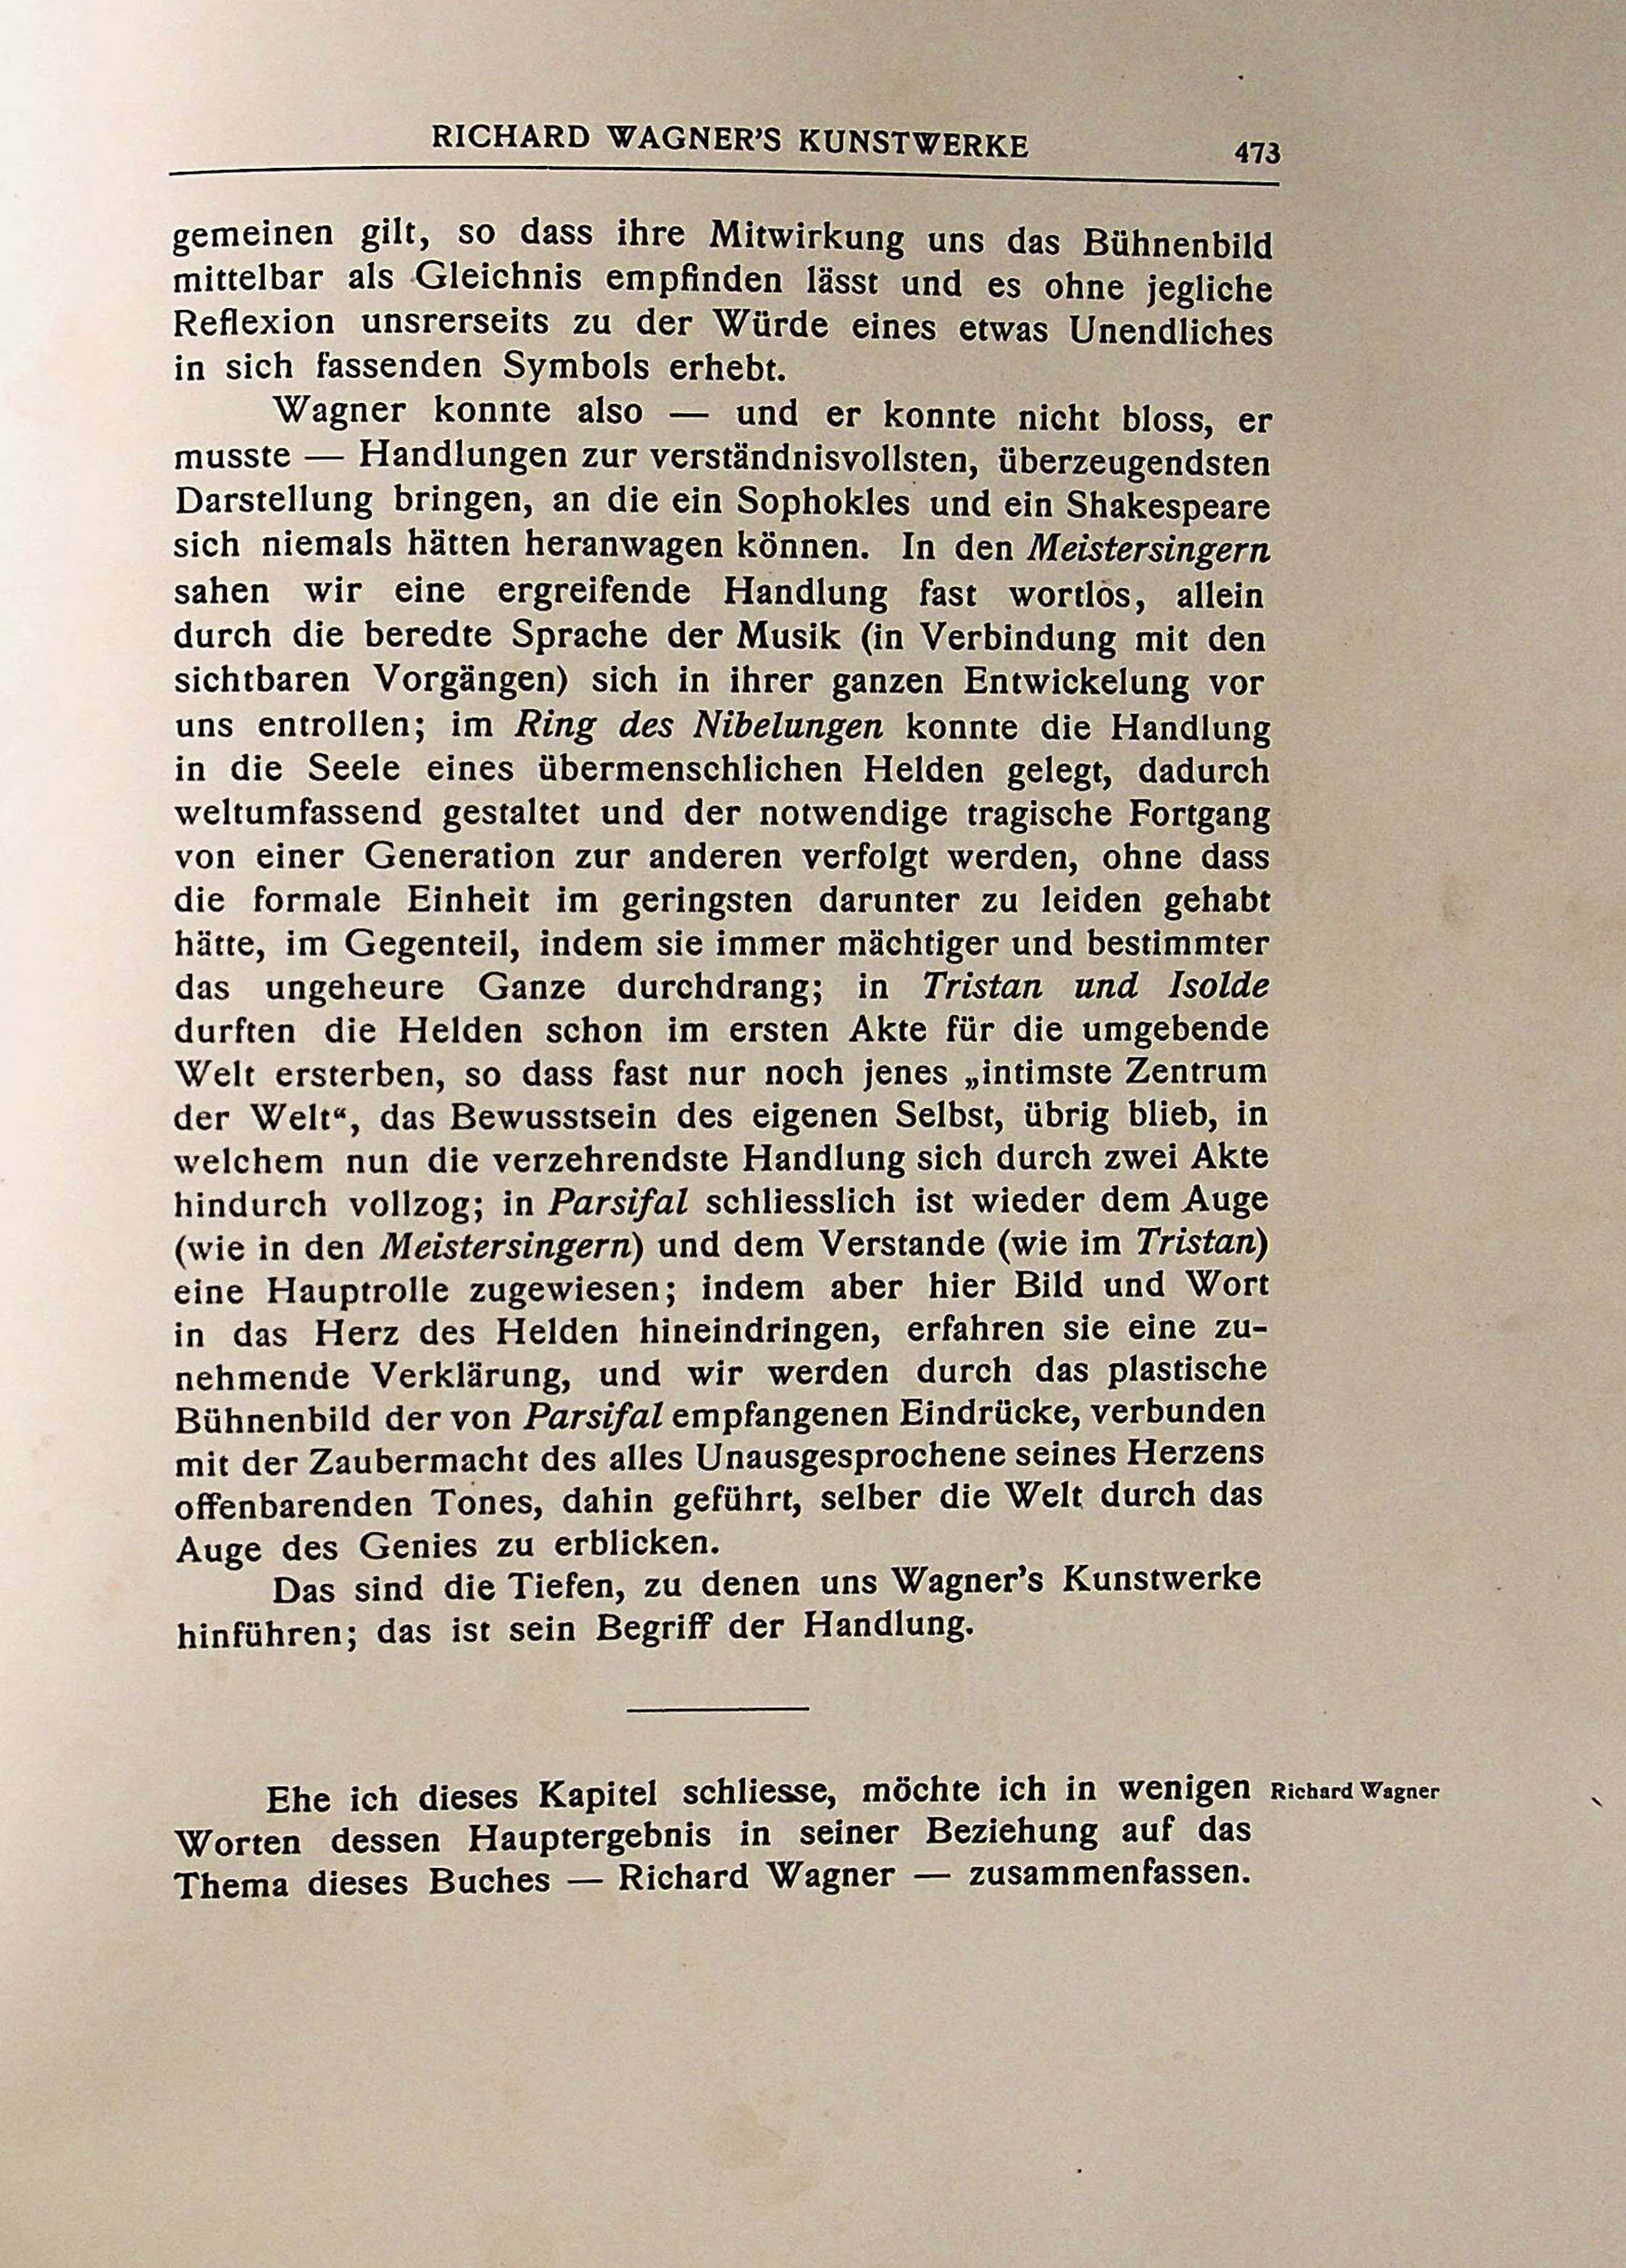 RICHARD WAGNER'S KUNSTWERKE 473
gemeinen gilt, so dass ihre Mitwirkung uns das Bühnenbild
mittelbar als Gleichnis empfinden lässt und es ohne jegliche
Reflexion unsrerseits zu der Würde eines etwas Unendliches
in sich fassenden Symbols erhebt.
Wagner konnte also — und er konnte nicht bloss, er
musste — Handlungen zur verständnisvollsten, überzeugendsten
Darstellung bringen, an die ein Sophokles und ein Shakespeare
sich niemals hätten heranwagen können. In den Meistersingern
sahen wir eine ergreifende Handlung fast wortlos, allein
durch die beredte Sprache der Musik (in Verbindung mit den
sichtbaren Vorgängen) sich in ihrer ganzen Entwickelung vor
uns entrollen; im Ring des Nibelungen konnte die Handlung
in die Seele eines übermenschlichen Helden gelegt, dadurch
weltumfassend gestaltet und der notwendige tragische Fortgang
von einer Generation zur anderen verfolgt werden, ohne dass
die formale Einheit im geringsten darunter zu leiden gehabt
hätte, im Gegenteil, indem sie immer mächtiger und bestimmter
das ungeheure Ganze durchdrang; in Tristan und Isolde
durften die Helden schon im ersten Akte für die umgebende
Welt ersterben, so dass fast nur noch jenes „intimste Zentrum
der Welt“, das Bewusstsein des eigenen Selbst, übrig blieb, in
welchem nun die verzehrendste Handlung sich durch zwei Akte
hindurch vollzog; in Parsifal schliesslich ist wieder dem Auge
(wie in den Meistersingern) und dem Verstande (wie im Tristan)
eine Hauptrolle zugewiesen; indem aber hier Bild und Wort
in das Herz des Helden hineindringen, erfahren sie eine zu-
nehmende Verklärung, und wir werden durch das plastische
Bühnenbild der von Parsifal empfangenen Eindrücke, verbunden
mit der Zaubermacht des alles Unausgesprochene seines Herzens
offenbarenden Tones, dahin geführt, selber die Welt durch das
Auge des Genies zu erblicken.
Das sind die Tiefen, zu denen uns Wagner's Kunstwerke
hinführen; das ist sein Begriff der Handlung.
Ehe ich dieses Kapitel schliesse, möchte ich in wenigen Richard Wagner
Worten dessen Hauptergebnis in seiner Beziehung auf das
Thema dieses Buches — Richard Wagner — zusammenfassen.